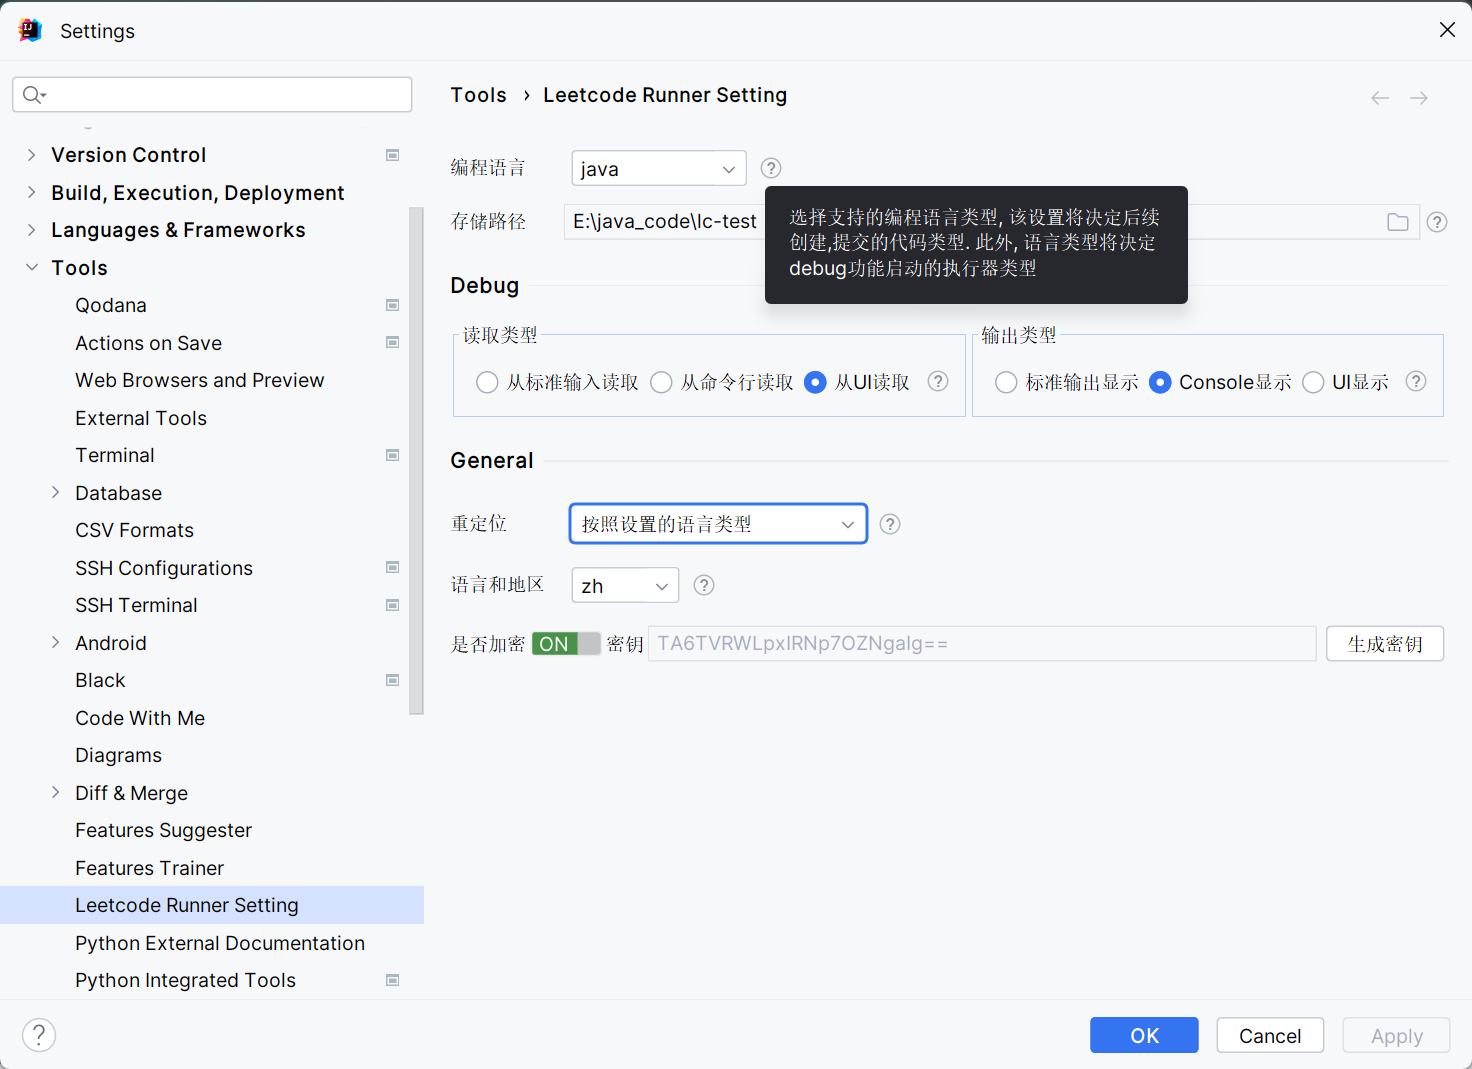 Settings
Version Control
Build, Execution, Deployment
Languages & Frameworks
Tools
Qodana
Actions on Save
Web Browsers and Preview
External Tools
Terminal
Database
CSV Formats
SSH Configurations
SSH Terminal
Android
Black
Code With Me
Diagrams
Diff & Merge
Features Suggester
Features Trainer
Leetcode Runner Setting
Python External Documentation
Python Integrated Tools
Tools › Leetcode Runner Setting
编程语言 java ?
存储路径 E:\java_code\lc-test ?
选择支持的编程语言类型, 该设置将决定后续
创建,提交的代码类型. 此外, 语言类型将决定
debug功能启动的执行器类型
Debug
读取类型
从标准输入读取 从命令行读取 从UI读取 ?
输出类型
标准输出显示 Console显示 UI显示 ?
General
重定位 按照设置的语言类型 ?
语言和地区 zh ?
是否加密 ON 密钥 TA6TVRWLpxIRNp7OZNgalg== 生成密钥
? OK Cancel Apply